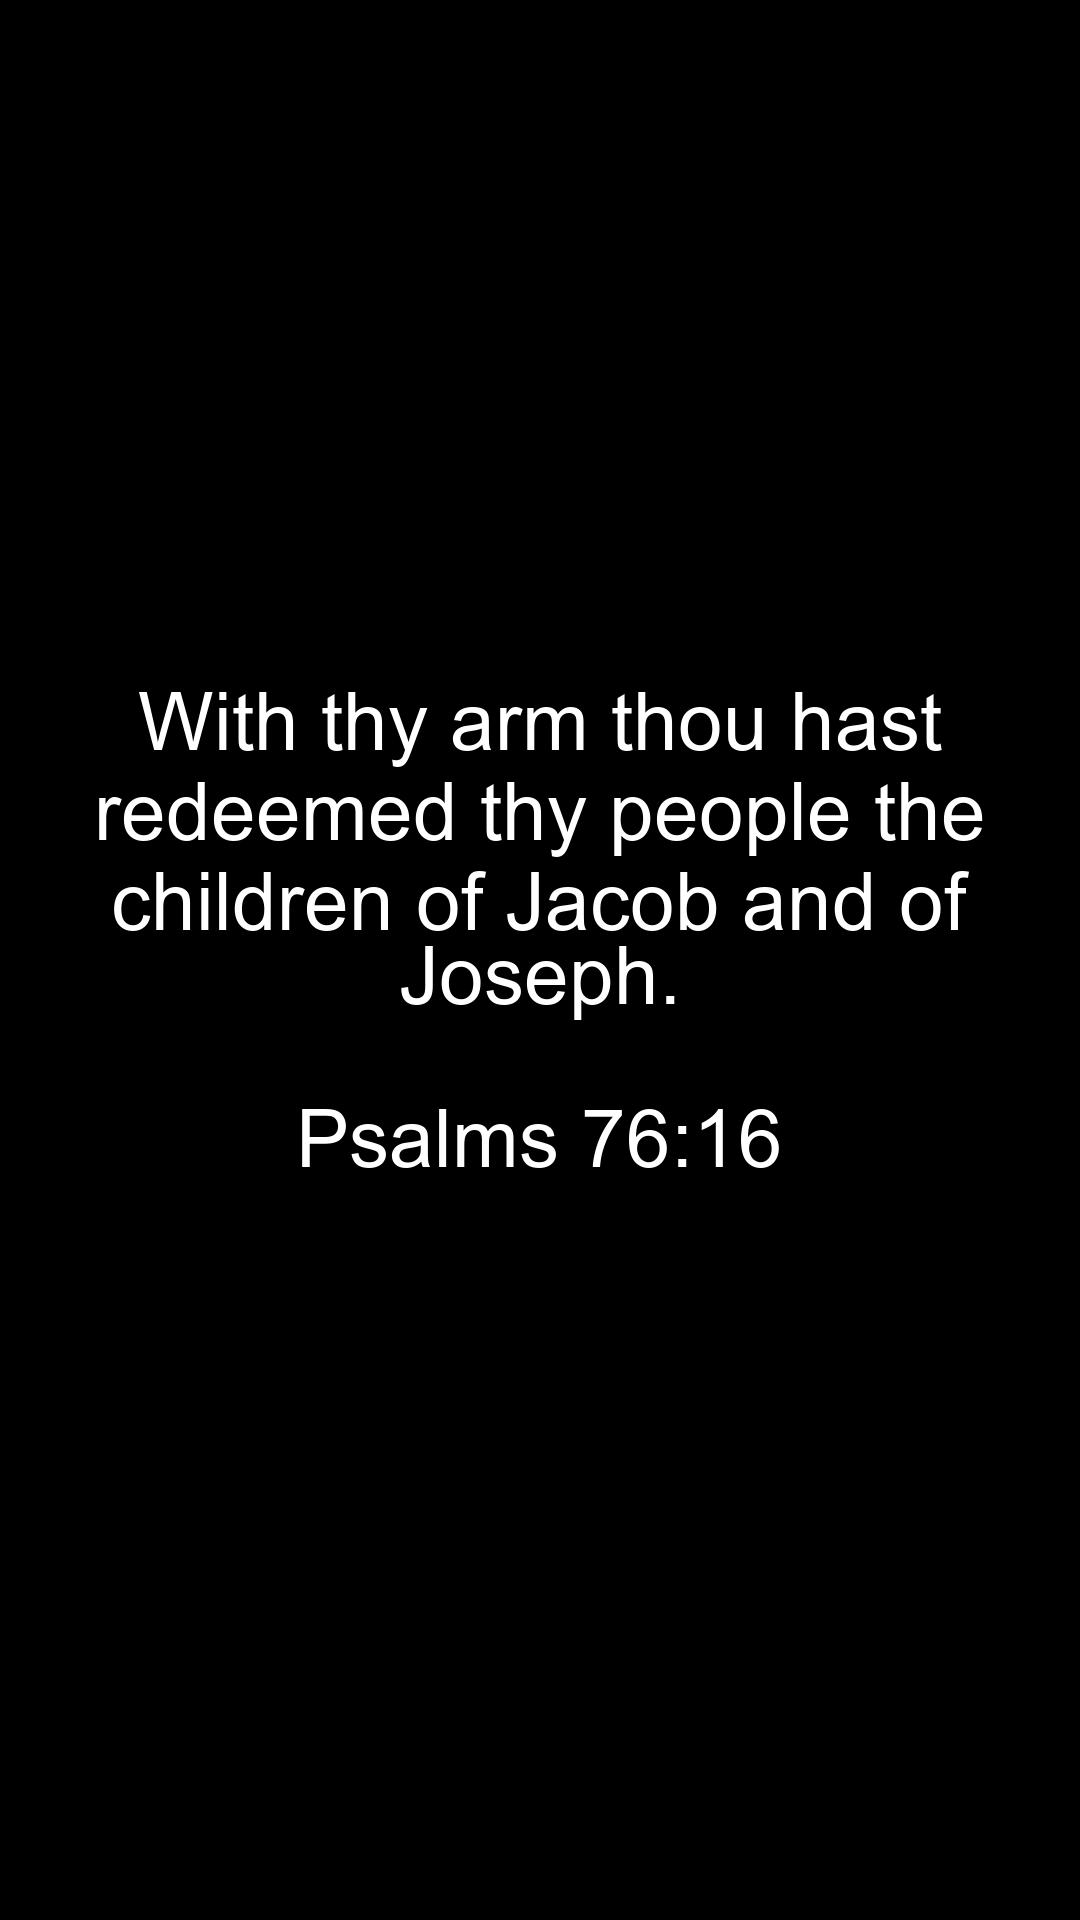 With thy arm thou hast
redeemed thy people the
children of Jacob and of
Joseph.
Psalms 76:16